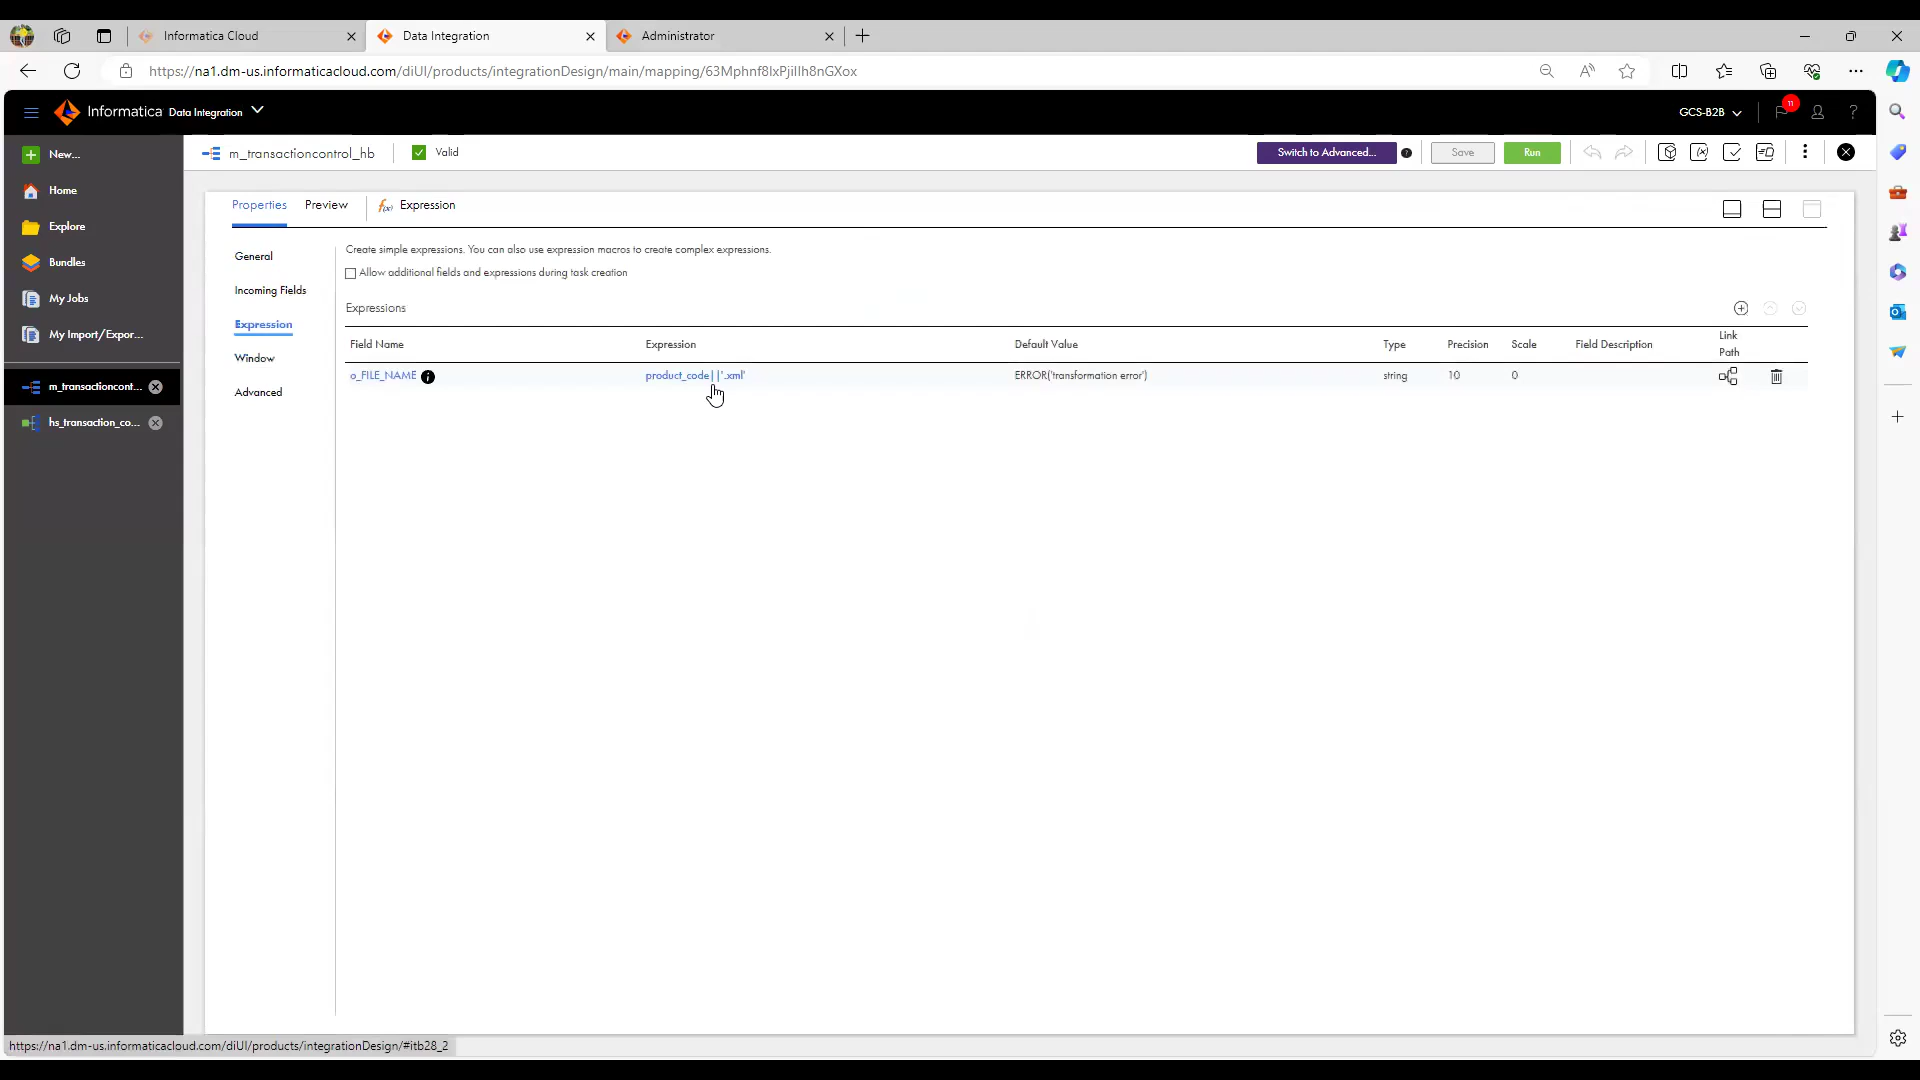 Informatica Cloud
Data Integration
Administrator
https://na1.dm-us.informaticacloud.com/diUI/products/integrationDesign/main/mapping/63Mphnf8lxPjiIlh8nGXox
Informatica Data Integration
GCS-B2B
11
?
New...
m_transactioncontrol_hb
Valid
Switch to Advanced...
Save
Run
Home
Explore
Bundles
My Jobs
My Import/Expor...
m_transactioncont...
hs_transaction_co...
Properties
Preview
f(x) Expression
General
Incoming Fields
Expression
Window
Advanced
Create simple expressions. You can also use expression macros to create complex expressions.
Allow additional fields and expressions during task creation
Expressions
Field Name
Expression
Default Value
Type
Precision
Scale
Field Description
Link Path
o_FILE_NAME
product_code||'.xml'
ERROR('transformation error')
string
10
0
https://na1.dm-us.informaticacloud.com/diUI/products/integrationDesign/#itb28_2